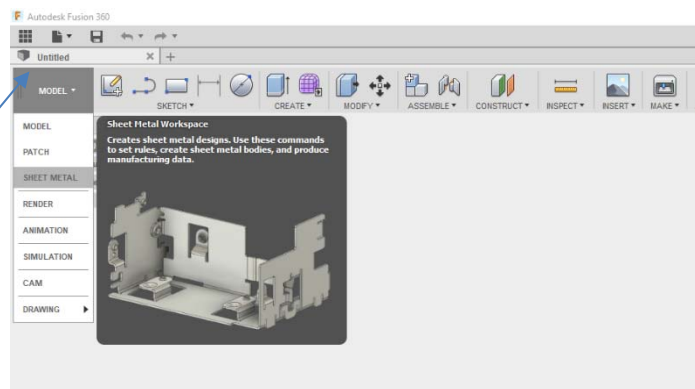 Autodesk Fusion 360
Untitled
MODEL
SKETCH CREATE MODIFY ASSEMBLE CONSTRUCT INSPECT INSERT MAKE
MODEL
PATCH
SHEET METAL
RENDER
ANIMATION
SIMULATION
CAM
DRAWING
Sheet Metal Workspace
Creates sheet metal designs. Use these commands
to set rules, create sheet metal bodies, and produce
manufacturing data.